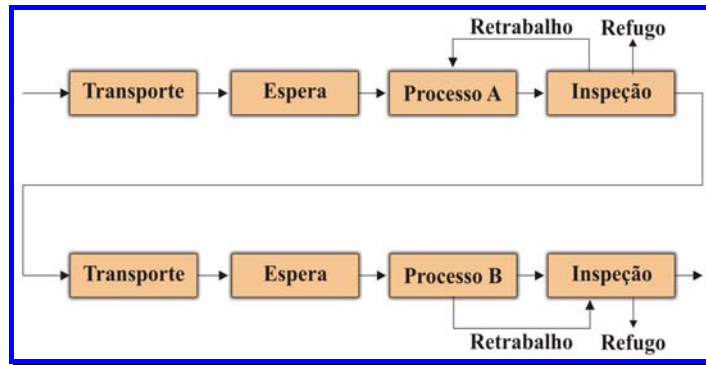 Retrabalho Refugo
Transporte Espera Processo A Inspeção
Transporte Espera Processo B Inspeção
Retrabalho Refugo